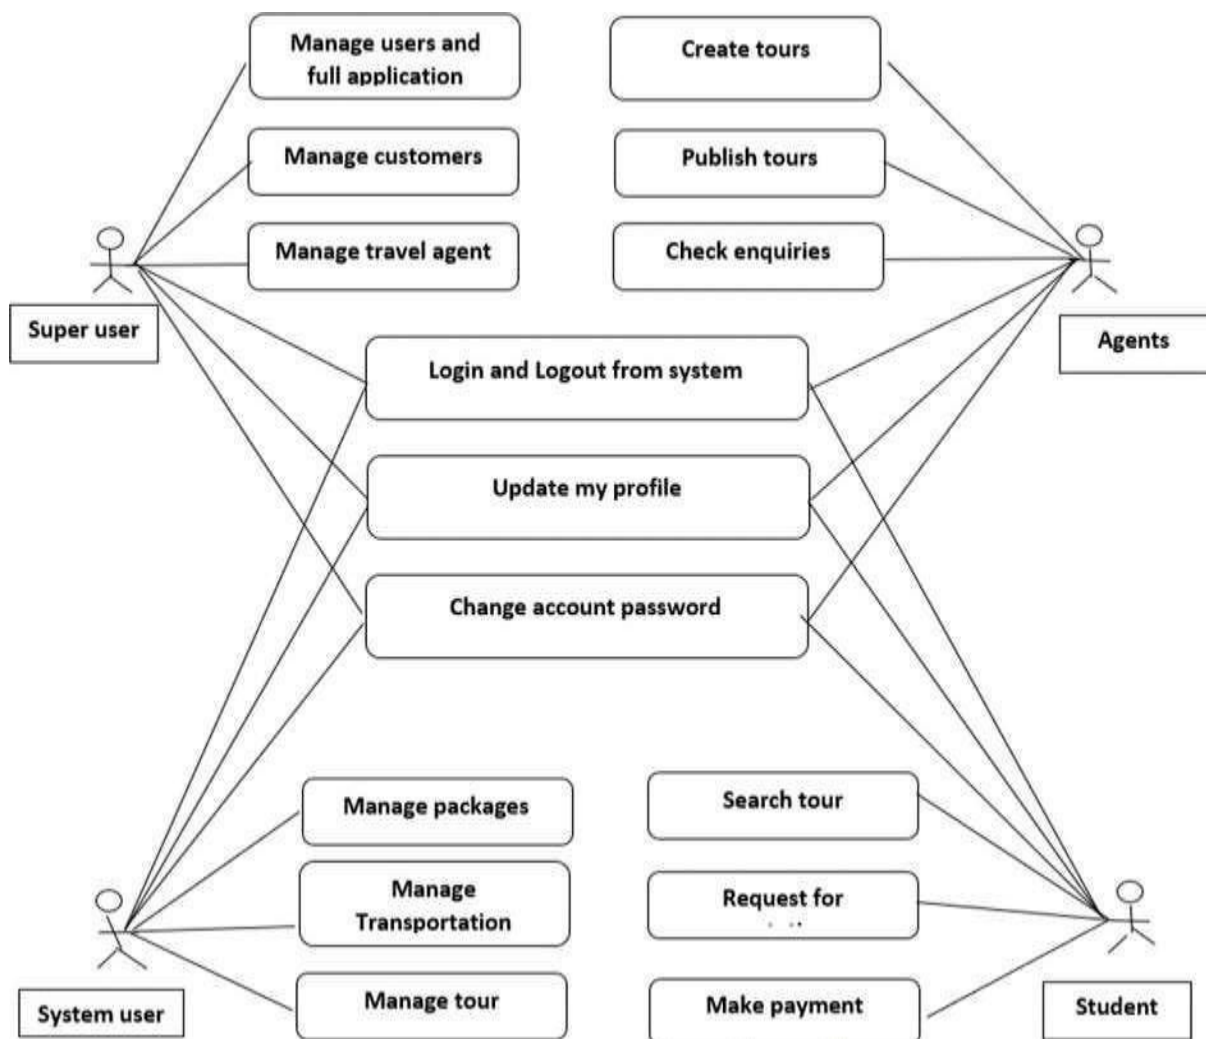 Manage users and
full application
Create tours
Manage customers
Publish tours
Manage travel agent
Check enquiries
Super user
Agents
Login and Logout from system
Update my profile
Change account password
Manage packages
Search tour
Manage
Transportation
Request for
Manage tour
Make payment
System user
Student